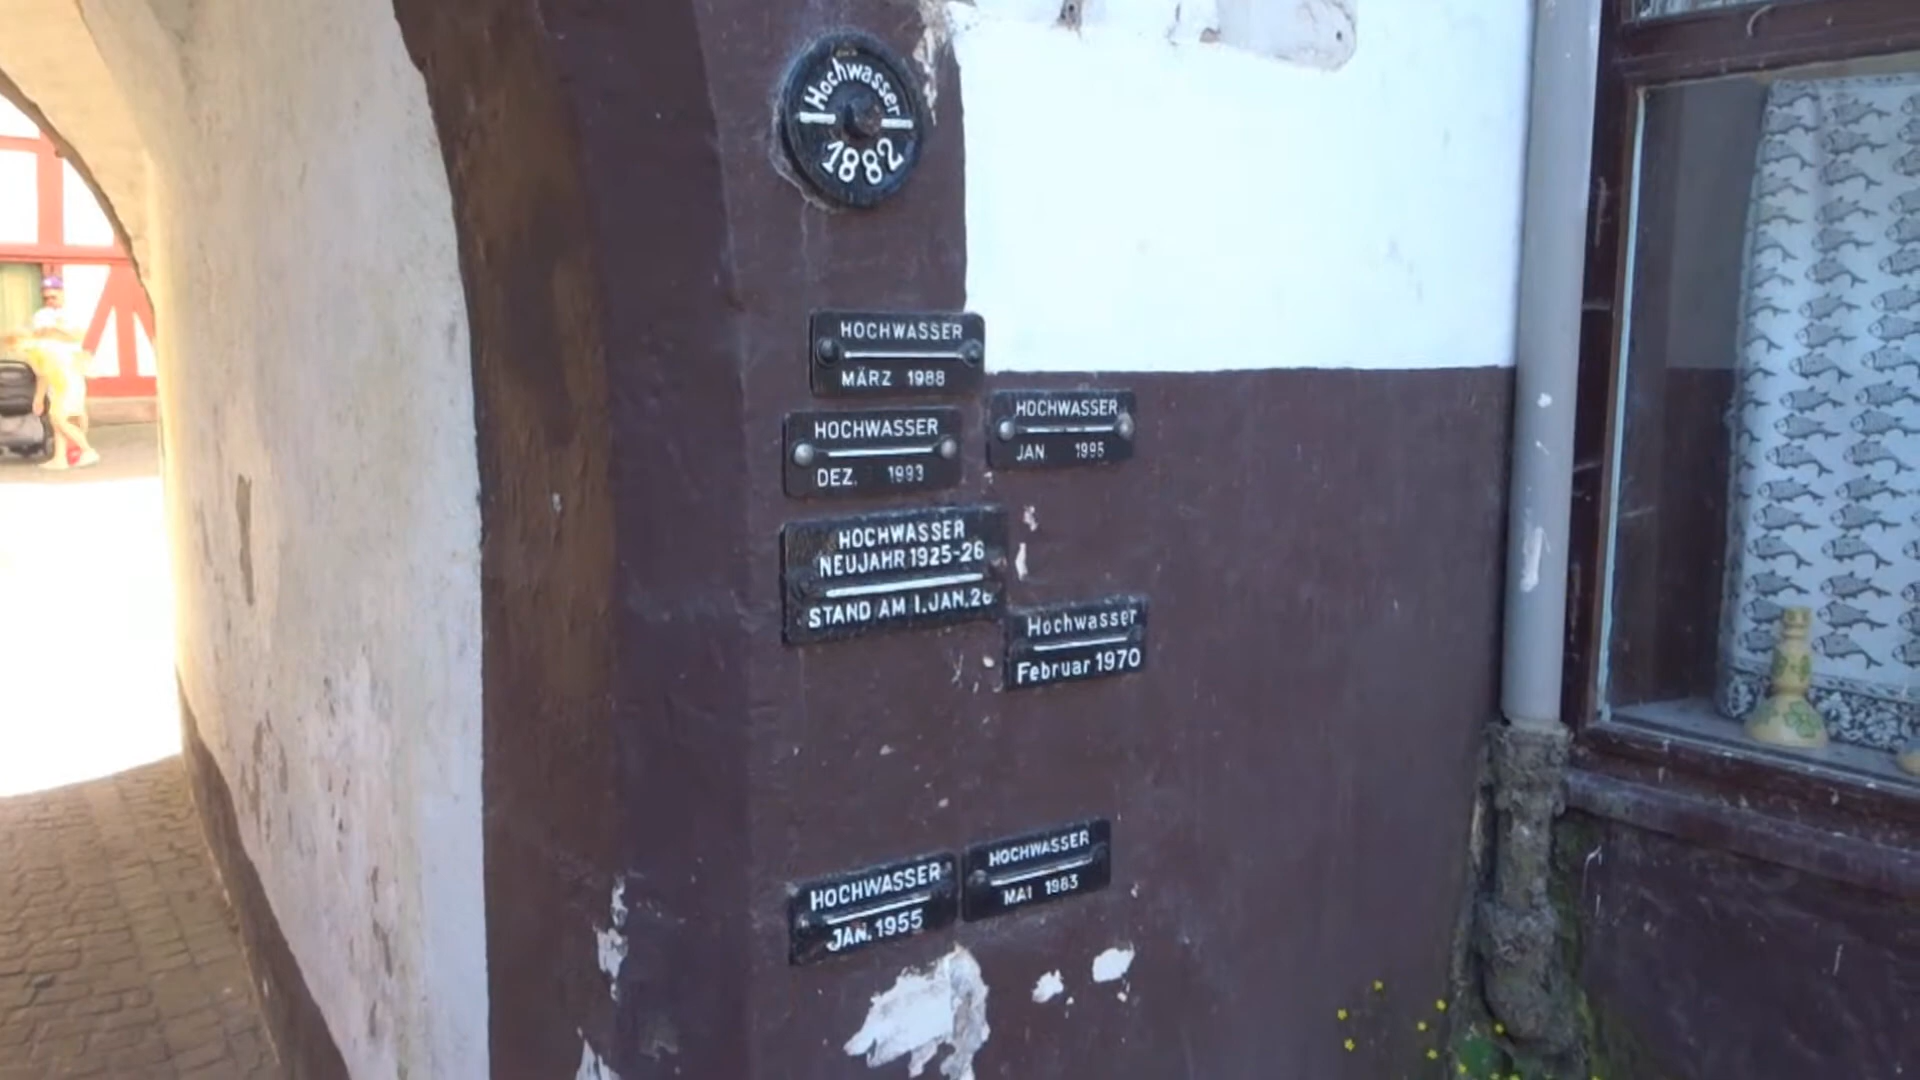 Hochwasser
1882
HOCHWASSER
MÄRZ 1988
HOCHWASSER
JAN 1995
HOCHWASSER
DEZ. 1993
HOCHWASSER
NEUJAHR 1925-26
STAND AM 1.JAN.26
Hochwasser
Februar 1970
HOCHWASSER
MAI 1983
HOCHWASSER
JAN. 1955